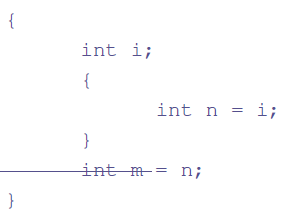 {
int i;
{
int n = i;
}
int m = n;
}